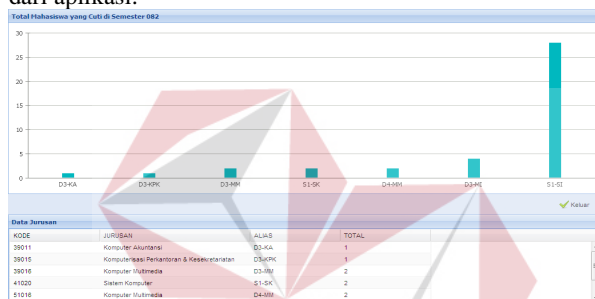 dari aplikasi.
Total Mahasiswa yang Cuti di Semester 082
30
25
20
15
10
5
0
D3-KA D3-KPK D3-MM S1-SK D4-MM D3-MI S1-SI
Keluar
Data Jurusan
KODE JURUSAN ALIAS TOTAL
39011 Komputer Akuntansi D3-KA 1
39015 Komputerisasi Perkantoran & Kesekretariatan D3-KPK 1
39016 Komputer Multimedia D3-MM 2
41020 Sistem Komputer S1-SK 2
51016 Komputer Multimedia D4-MM 2